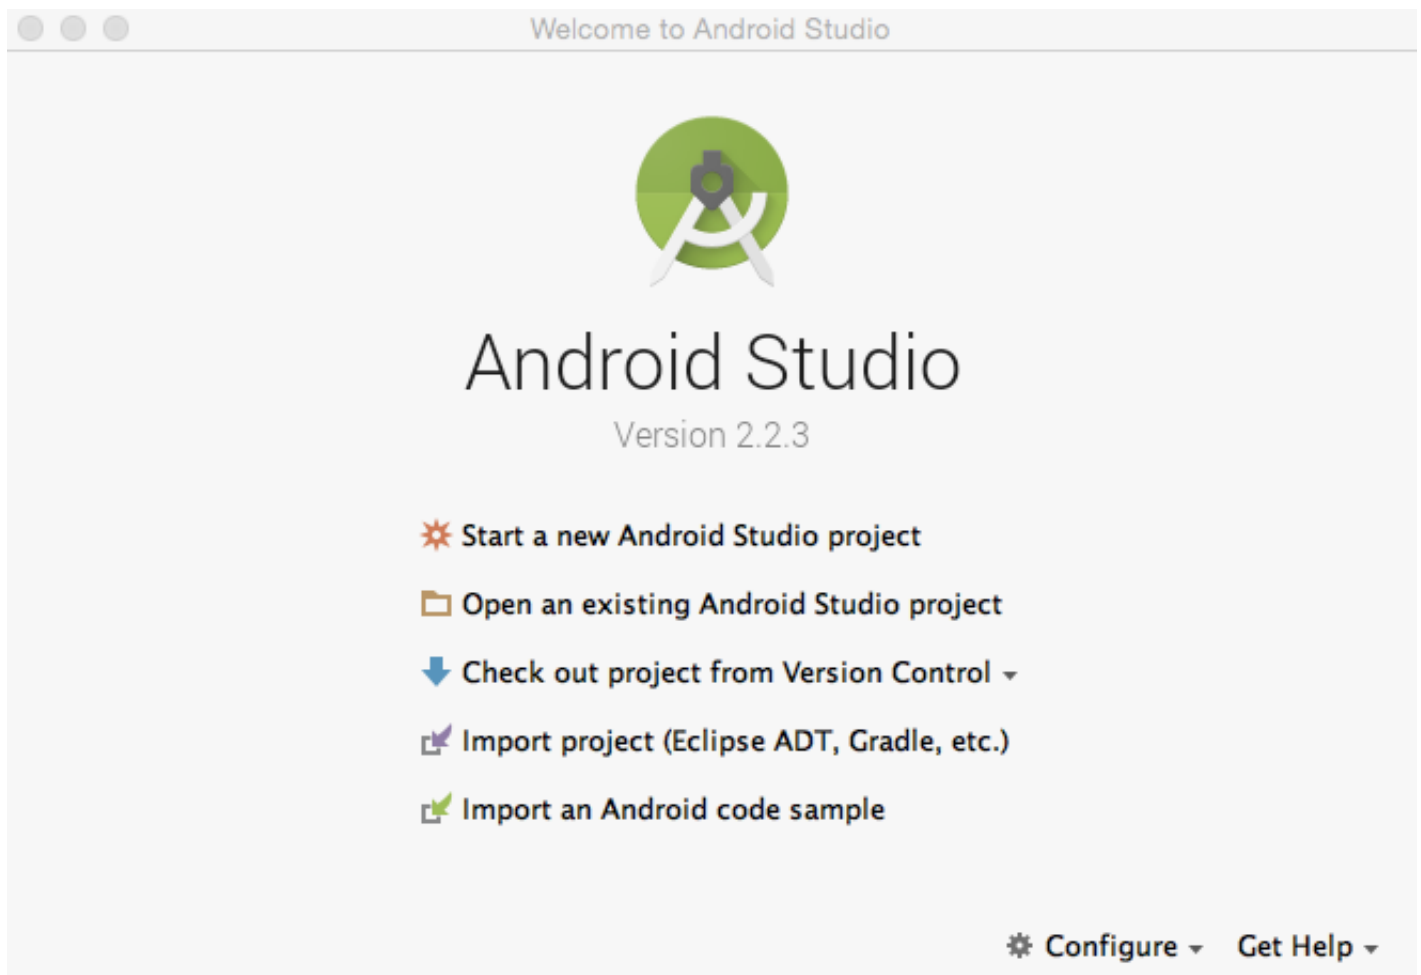 Welcome to Android Studio
Android Studio
Version 2.2.3
Start a new Android Studio project
Open an existing Android Studio project
Check out project from Version Control
Import project (Eclipse ADT, Gradle, etc.)
Import an Android code sample
Configure Get Help